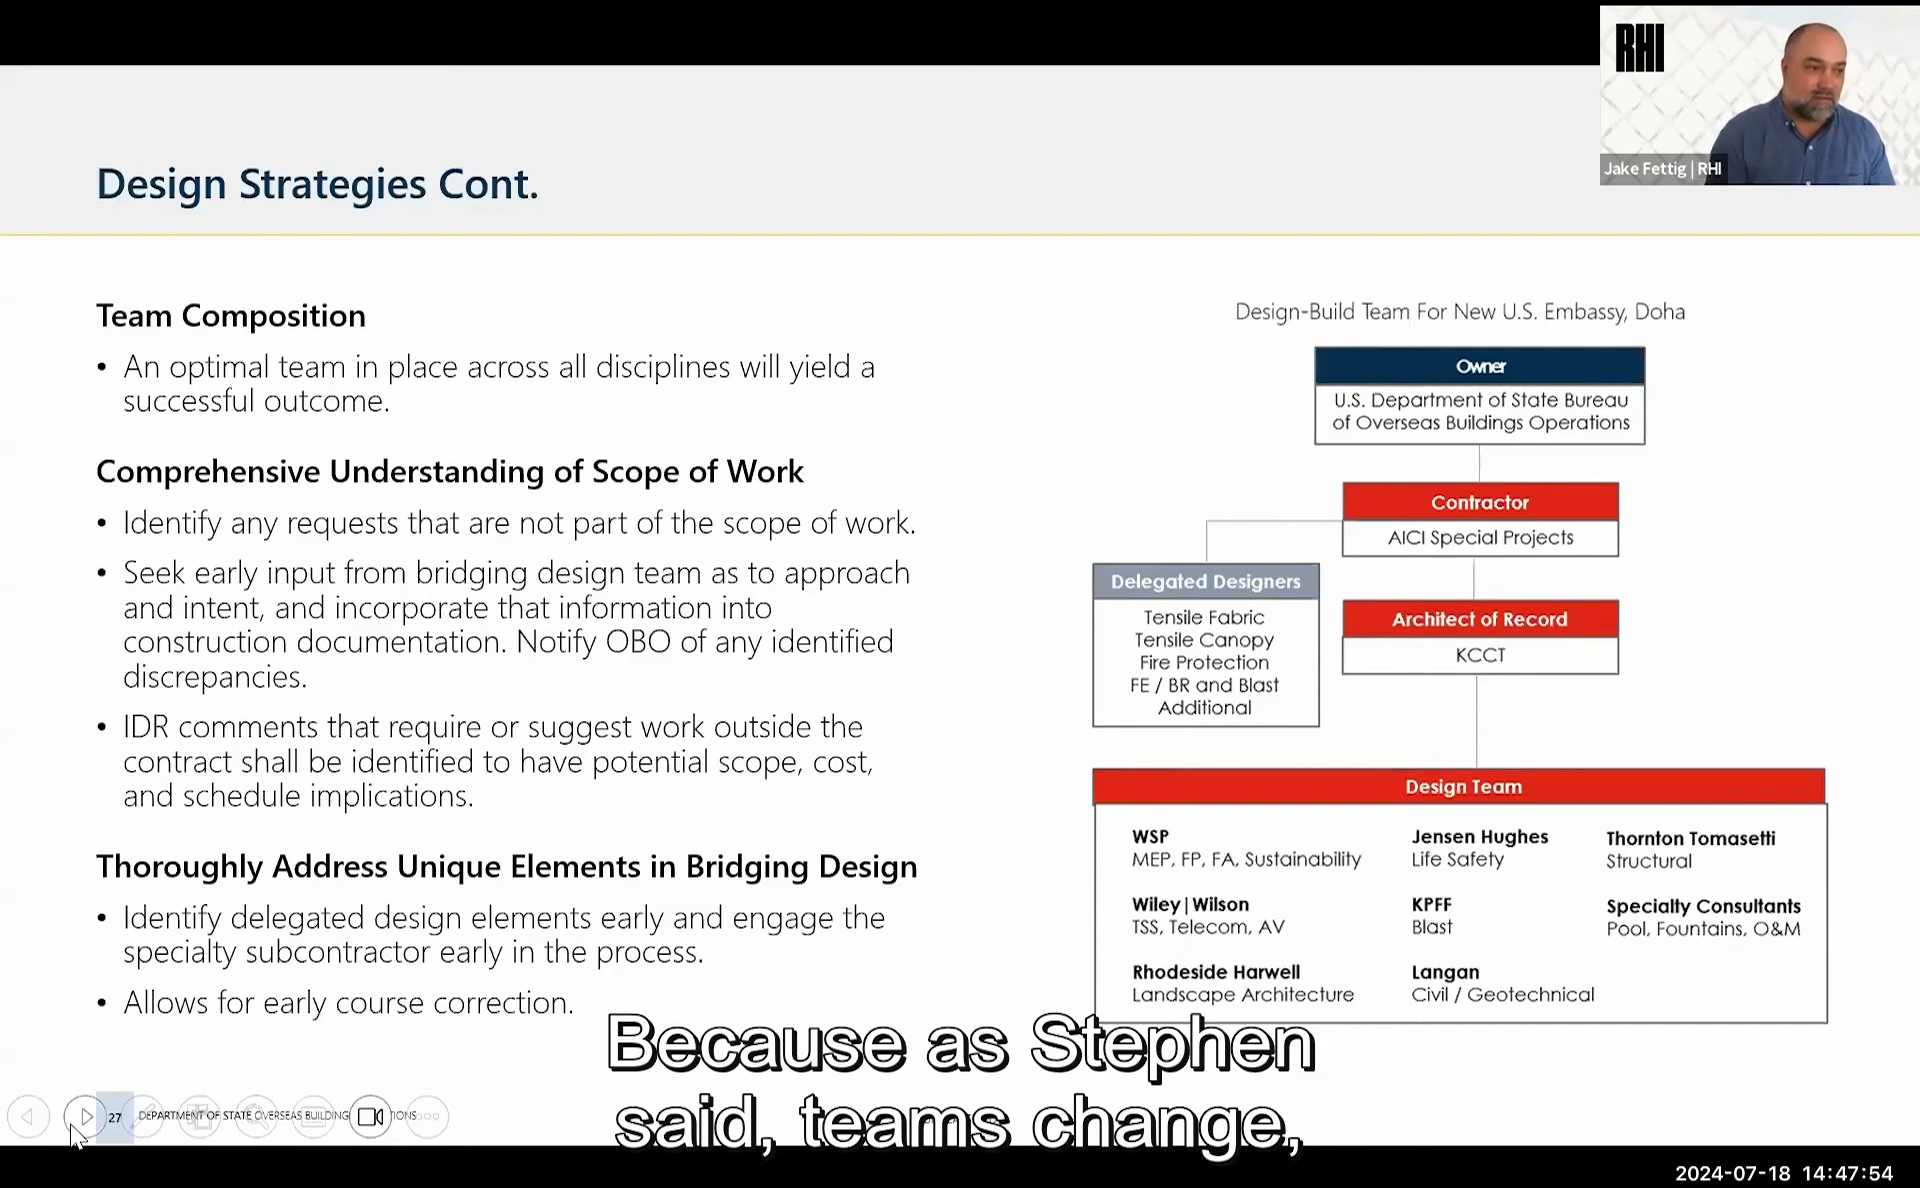 RHI
Jake Fettig | RHI
Design Strategies Cont.
Team Composition
• An optimal team in place across all disciplines will yield a
successful outcome.
Comprehensive Understanding of Scope of Work
• Identify any requests that are not part of the scope of work.
• Seek early input from bridging design team as to approach
and intent, and incorporate that information into
construction documentation. Notify OBO of any identified
discrepancies.
• IDR comments that require or suggest work outside the
contract shall be identified to have potential scope, cost,
and schedule implications.
Thoroughly Address Unique Elements in Bridging Design
• Identify delegated design elements early and engage the
specialty subcontractor early in the process.
• Allows for early course correction.
Design-Build Team For New U.S. Embassy, Doha
Owner
U.S. Department of State Bureau
of Overseas Buildings Operations
Contractor
AICI Special Projects
Delegated Designers
Tensile Fabric
Tensile Canopy
Fire Protection
FE / BR and Blast
Additional
Architect of Record
KCCT
Design Team
WSP
MEP, FP, FA, Sustainability
Jensen Hughes
Life Safety
Thornton Tomasetti
Structural
Wiley|Wilson
TSS, Telecom, AV
KPFF
Blast
Specialty Consultants
Pool, Fountains, O&M
Rhodeside Harwell
Landscape Architecture
Langan
Civil / Geotechnical
Because as Stephen
said, teams change,
27
DEPARTMENT OF STATE OVERSEAS BUILDING
2024-07-18 14:47:54